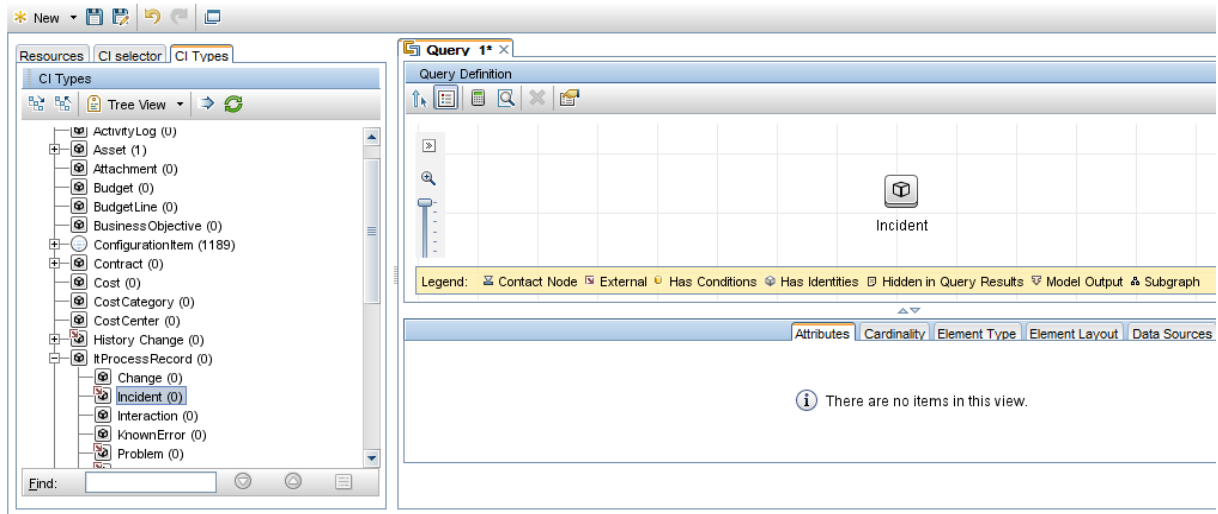 New
Resources CI selector CI Types
CI Types
Tree View
ActivityLog (0)
Asset (1)
Attachment (0)
Budget (0)
BudgetLine (0)
BusinessObjective (0)
ConfigurationItem (1189)
Contract (0)
Cost (0)
CostCategory (0)
CostCenter (0)
History Change (0)
ItProcessRecord (0)
Change (0)
Incident (0)
Interaction (0)
KnownError (0)
Problem (0)
Find:
Query 1*
Query Definition
Incident
Legend: Contact Node External Has Conditions Has Identities Hidden in Query Results Model Output Subgraph
Attributes Cardinality Element Type Element Layout Data Sources
There are no items in this view.